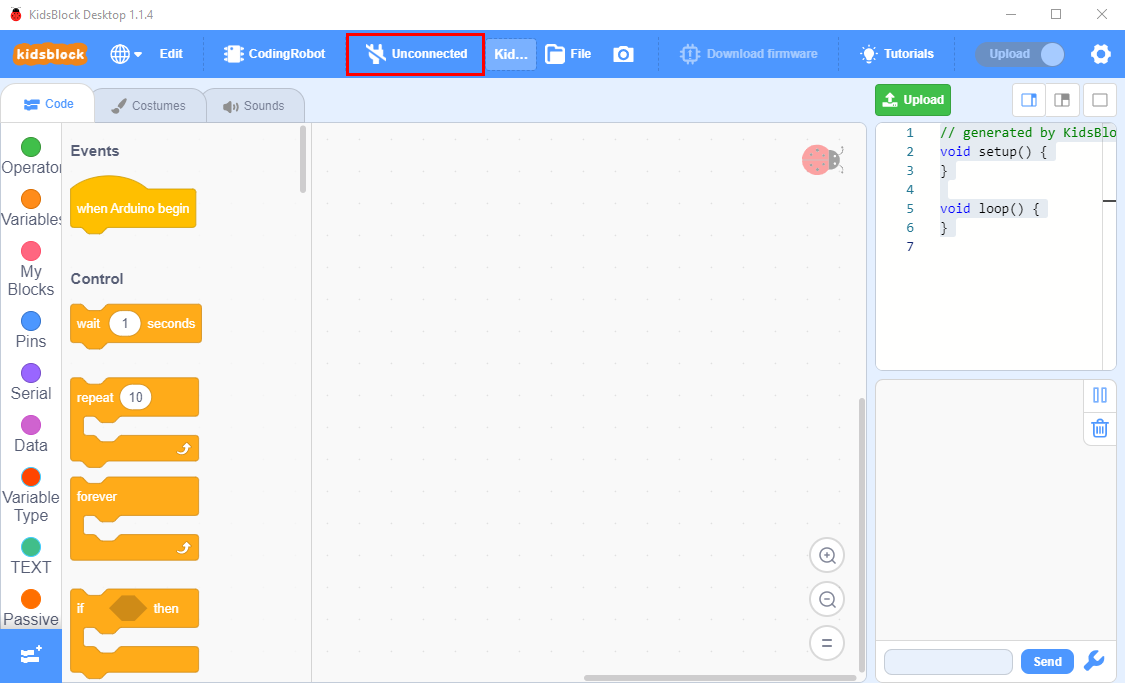 KidsBlock Desktop 1.1.4
kidsblock
Edit
CodingRobot
Unconnected
Kid...
File
Download firmware
Tutorials
Upload
Code
Costumes
Sounds
Upload
Operator
Variables
My
Blocks
Pins
Serial
Data
Variable
Type
TEXT
Passive
Events
when Arduino begin
Control
wait 1 seconds
repeat 10
forever
if then
1 // generated by KidsBlo
2 void setup() {
3 }
4
5 void loop() {
6 }
7
Send